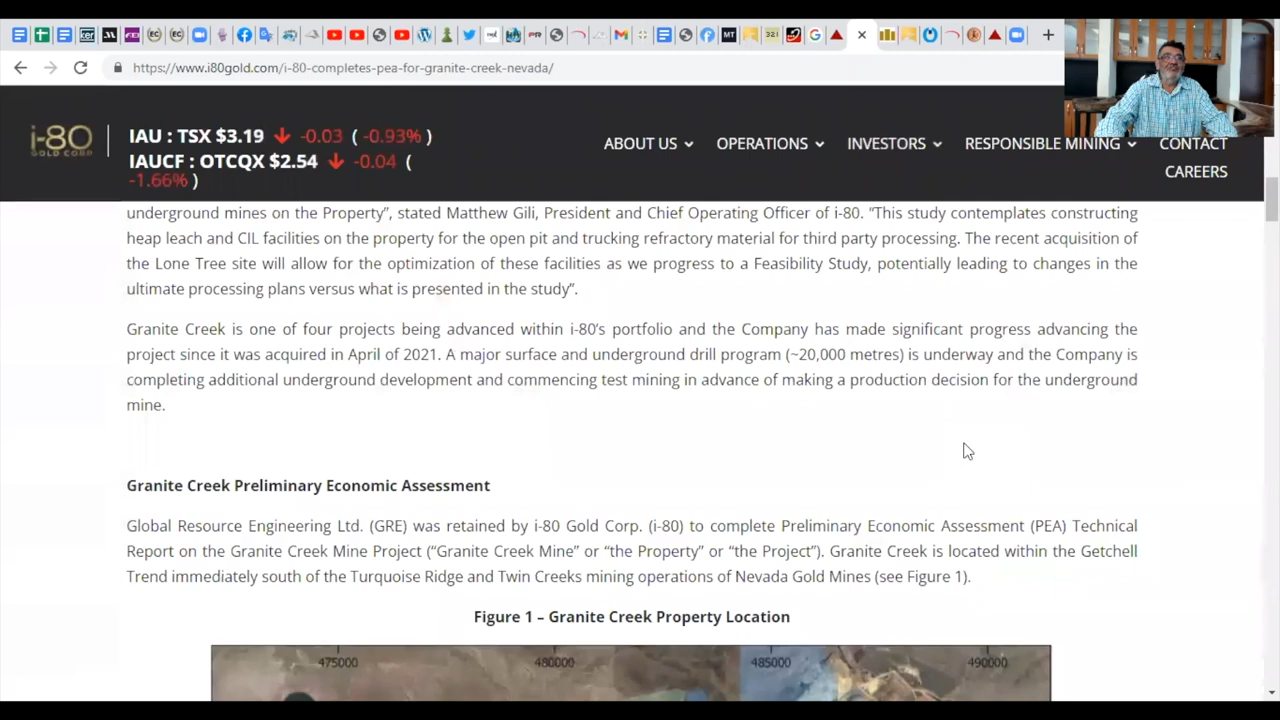 https://www.i80gold.com/i-80-completes-pea-for-granite-creek-nevada/
i-80
GOLD CORP
IAU : TSX $3.19 -0.03 ( -0.93% )
IAUCF : OTCQX $2.54 -0.04 (
-1.66% )
ABOUT US OPERATIONS INVESTORS RESPONSIBLE MINING CONTACT
CAREERS
underground mines on the Property”, stated Matthew Gili, President and Chief Operating Officer of i-80. “This study contemplates constructing
heap leach and CIL facilities on the property for the open pit and trucking refractory material for third party processing. The recent acquisition of
the Lone Tree site will allow for the optimization of these facilities as we progress to a Feasibility Study, potentially leading to changes in the
ultimate processing plans versus what is presented in the study”.
Granite Creek is one of four projects being advanced within i-80’s portfolio and the Company has made significant progress advancing the
project since it was acquired in April of 2021. A major surface and underground drill program (~20,000 metres) is underway and the Company is
completing additional underground development and commencing test mining in advance of making a production decision for the underground
mine.
Granite Creek Preliminary Economic Assessment
Global Resource Engineering Ltd. (GRE) was retained by i-80 Gold Corp. (i-80) to complete Preliminary Economic Assessment (PEA) Technical
Report on the Granite Creek Mine Project (“Granite Creek Mine” or “the Property” or “the Project”). Granite Creek is located within the Getchell
Trend immediately south of the Turquoise Ridge and Twin Creeks mining operations of Nevada Gold Mines (see Figure 1).
Figure 1 – Granite Creek Property Location
475000 480000 485000 490000